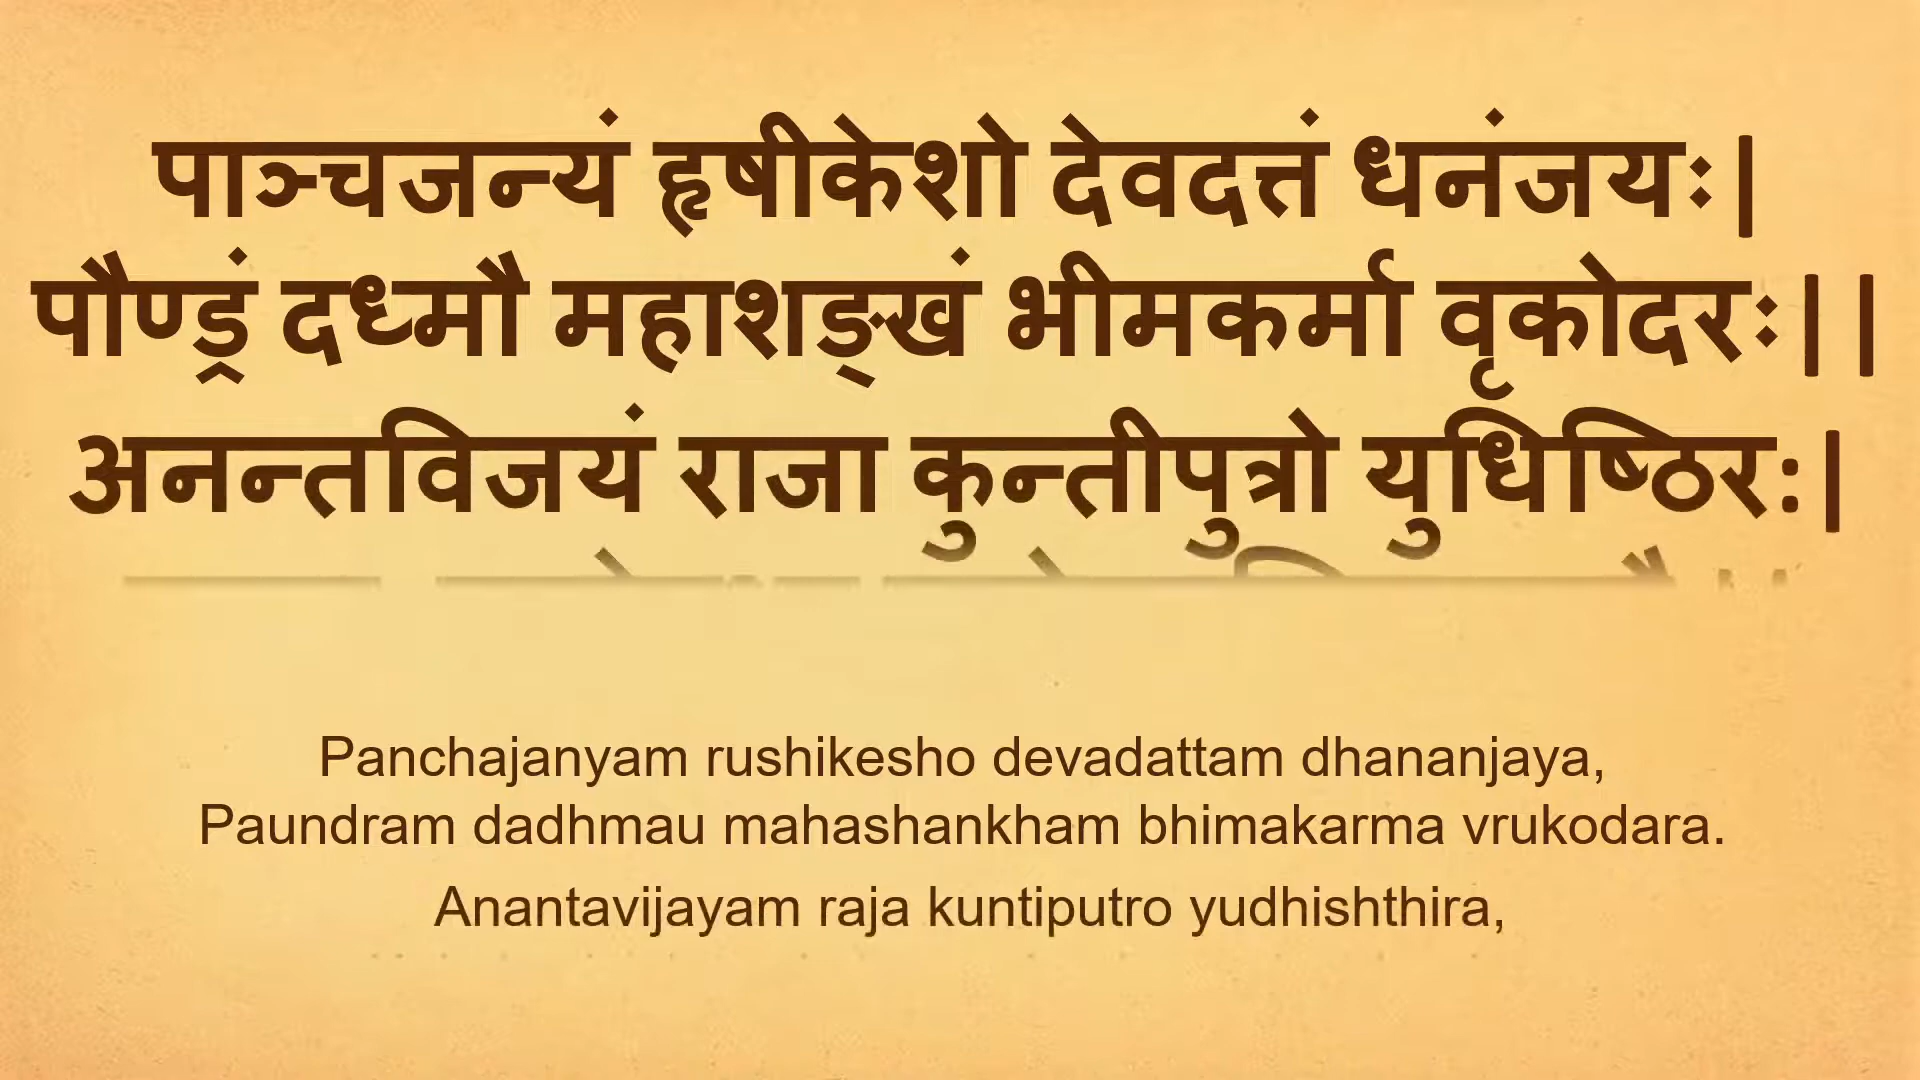 पाञ्चजन्यं हृषीकेशो देवदत्तं धनंजयः|
पौण्ड्रं दध्मौ महाशङ्खं भीमकर्मा वृकोदरः||
अनन्तविजयं राजा कुन्तीपुत्रो युधिष्ठिरः|
Panchajanyam rushikesho devadattam dhananjaya,
Paundram dadhmau mahashankham bhimakarma vrukodara.
Anantavijayam raja kuntiputro yudhishthira,